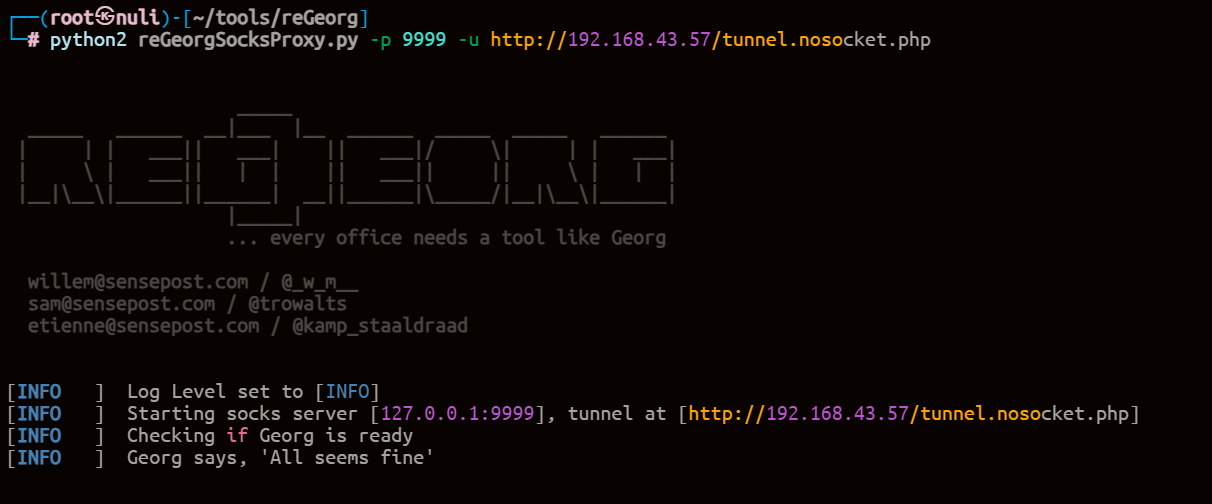 ┌──(root㉿nuli)-[~/tools/reGeorg]
└─# python2 reGeorgSocksProxy.py -p 9999 -u http://192.168.43.57/tunnel.nosocket.php
... every office needs a tool like Georg
willem@sensepost.com / @_w_m__
sam@sensepost.com / @trowalts
etienne@sensepost.com / @kamp_staaldraad
[INFO   ]  Log Level set to [INFO]
[INFO   ]  Starting socks server [127.0.0.1:9999], tunnel at [http://192.168.43.57/tunnel.nosocket.php]
[INFO   ]  Checking if Georg is ready
[INFO   ]  Georg says, 'All seems fine'